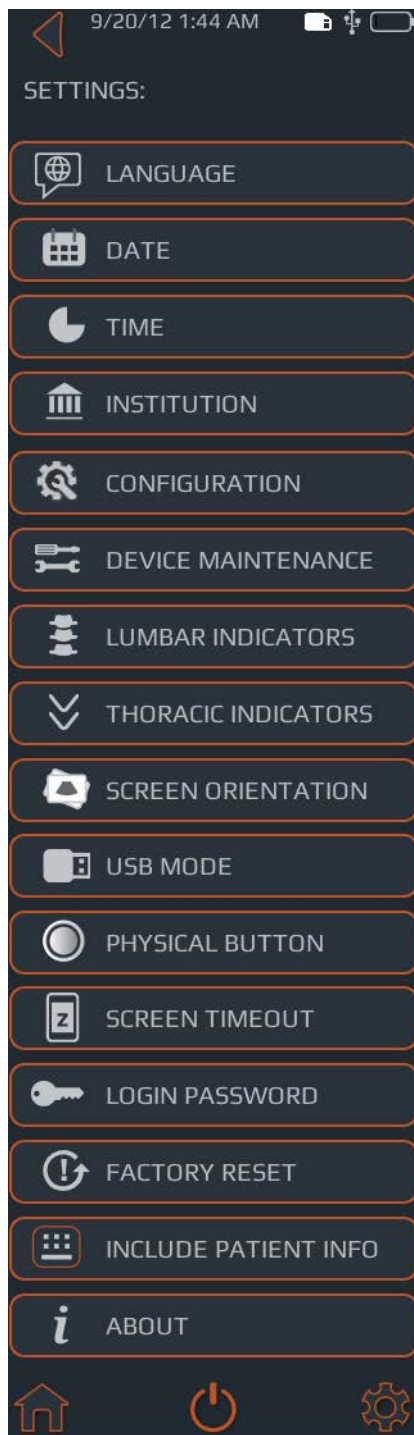 9/20/12 1:44 AM
SETTINGS:
LANGUAGE
DATE
TIME
INSTITUTION
CONFIGURATION
DEVICE MAINTENANCE
LUMBAR INDICATORS
THORACIC INDICATORS
SCREEN ORIENTATION
USB MODE
PHYSICAL BUTTON
z SCREEN TIMEOUT
LOGIN PASSWORD
! FACTORY RESET
INCLUDE PATIENT INFO
i ABOUT